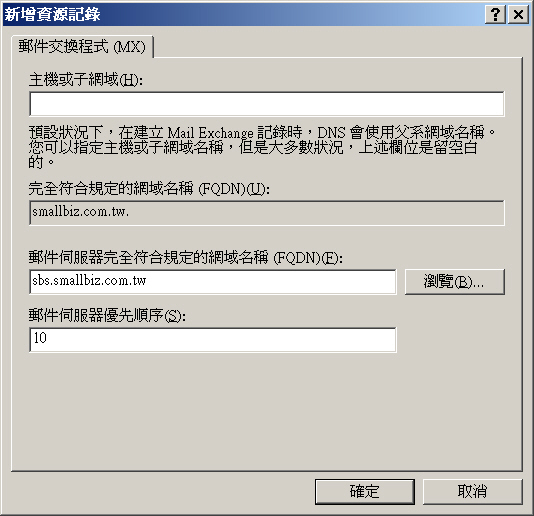 新增資源記錄
郵件交換程式 (MX)
主機或子網域(H):
預設狀況下，在建立 Mail Exchange 記錄時，DNS 會使用父系網域名稱。
您可以指定主機或子網域名稱，但是大多數狀況，上述欄位是留空白
的。
完全符合規定的網域名稱 (FQDN)(U):
smallbiz.com.tw.
郵件伺服器完全符合規定的網域名稱 (FQDN)(F):
sbs.smallbiz.com.tw
瀏覽(B)...
郵件伺服器優先順序(S):
10
確定
取消